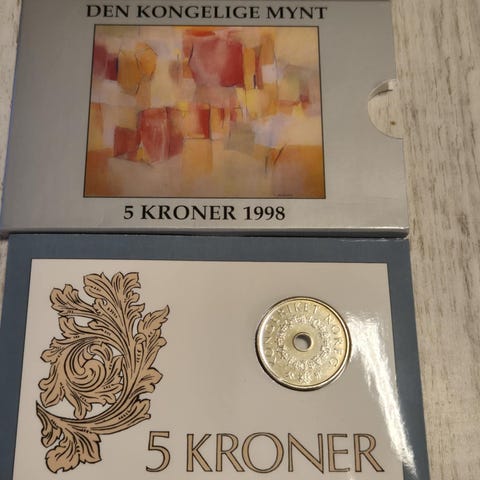 DEN KONGELIGE MYNT
5 KRONER 1998
KONGERIKET NORGE
5 KRONER